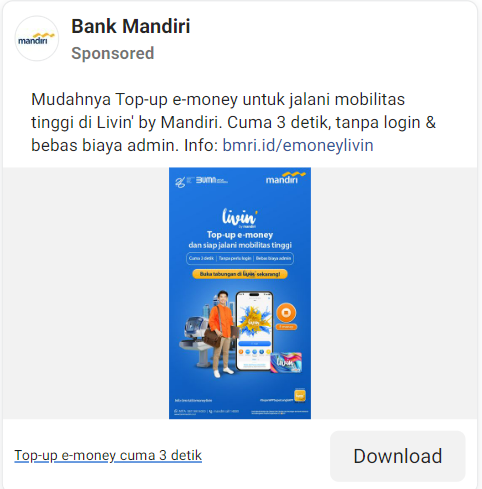 mandiri
Bank Mandiri
Sponsored
Mudahnya Top-up e-money untuk jalani mobilitas
tinggi di Livin' by Mandiri. Cuma 3 detik, tanpa login &
bebas biaya admin. Info: bmri.id/emoneylivin
BUMN mandiri
livin'
by mandiri
Top-up e-money
dan siap jalani mobilitas tinggi
Cuma 3 detik Tanpa perlu login Bebas biaya admin
Buka tabungan di livin' sekarang!
livin'
Top-up e-money cuma 3 detik
Download